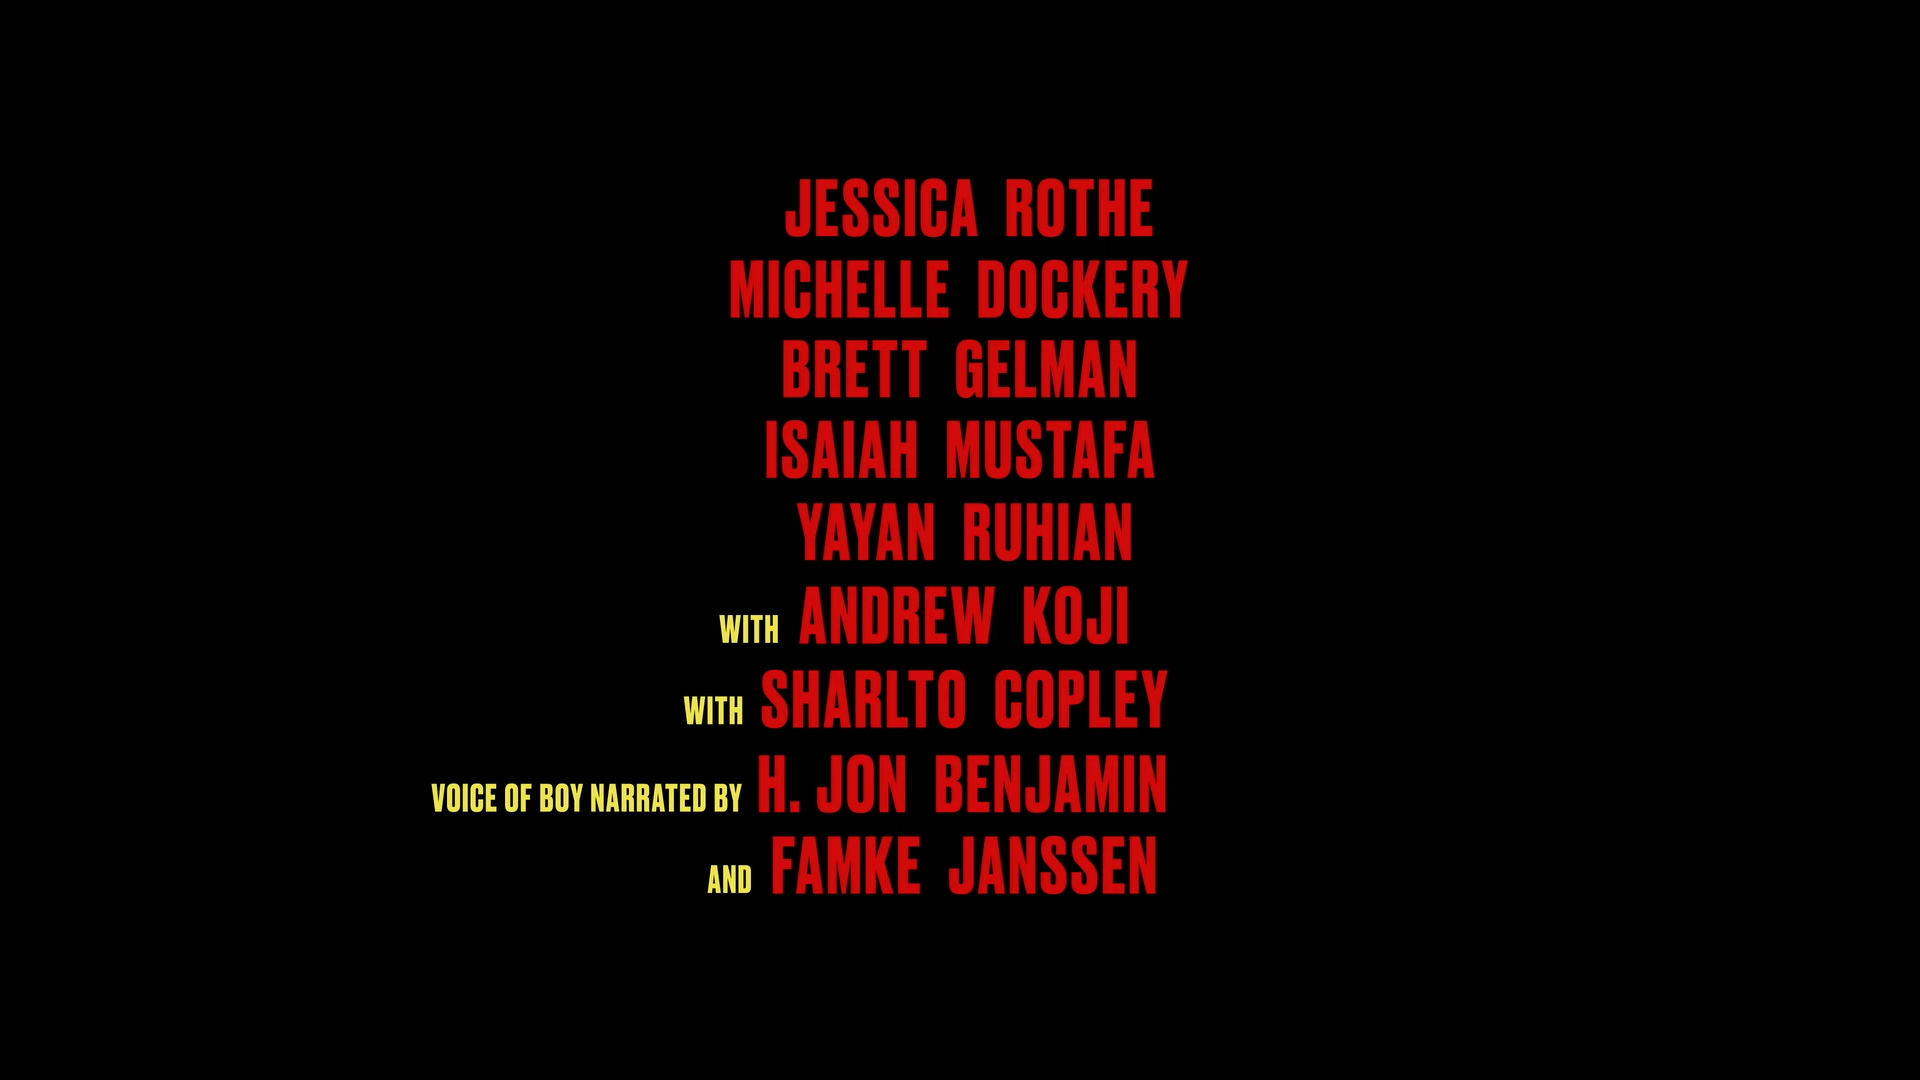 JESSICA ROTHE
MICHELLE DOCKERY
BRETT GELMAN
ISAIAH MUSTAFA
YAYAN RUHIAN
WITH ANDREW KOJI
WITH SHARLTO COPLEY
VOICE OF BOY NARRATED BY H. JON BENJAMIN
AND FAMKE JANSSEN